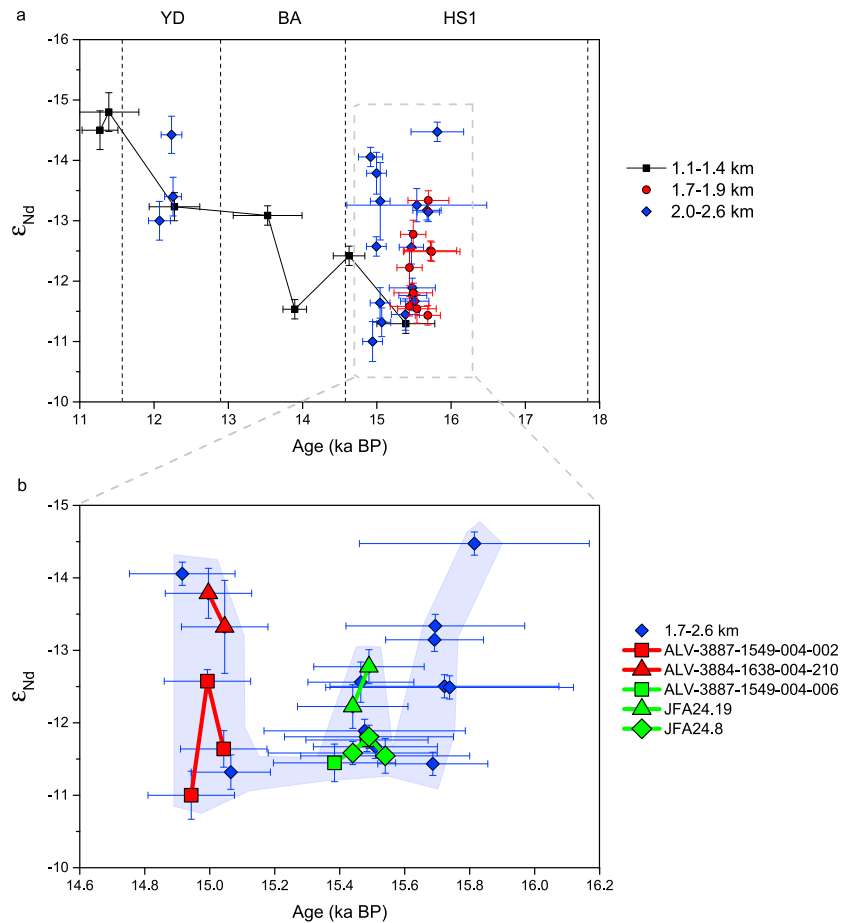 YD BA HS1
a
-16
-15
-14
-13
-12
-11
-10
εNd
11 12 13 14 15 16 17 18
Age (ka BP)
1.1-1.4 km
1.7-1.9 km
2.0-2.6 km
b
-15
-14
-13
-12
-11
-10
εNd
14.6 14.8 15.0 15.2 15.4 15.6 15.8 16.0 16.2
Age (ka BP)
1.7-2.6 km
ALV-3887-1549-004-002
ALV-3884-1638-004-210
ALV-3887-1549-004-006
JFA24.19
JFA24.8